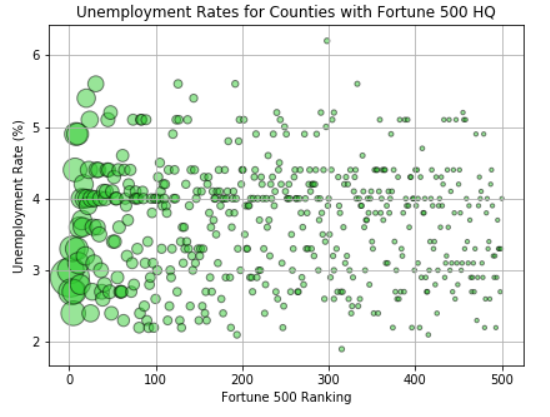 Unemployment Rates for Counties with Fortune 500 HQ
6
5
4
3
2
Unemployment Rate (%)
0 100 200 300 400 500
Fortune 500 Ranking